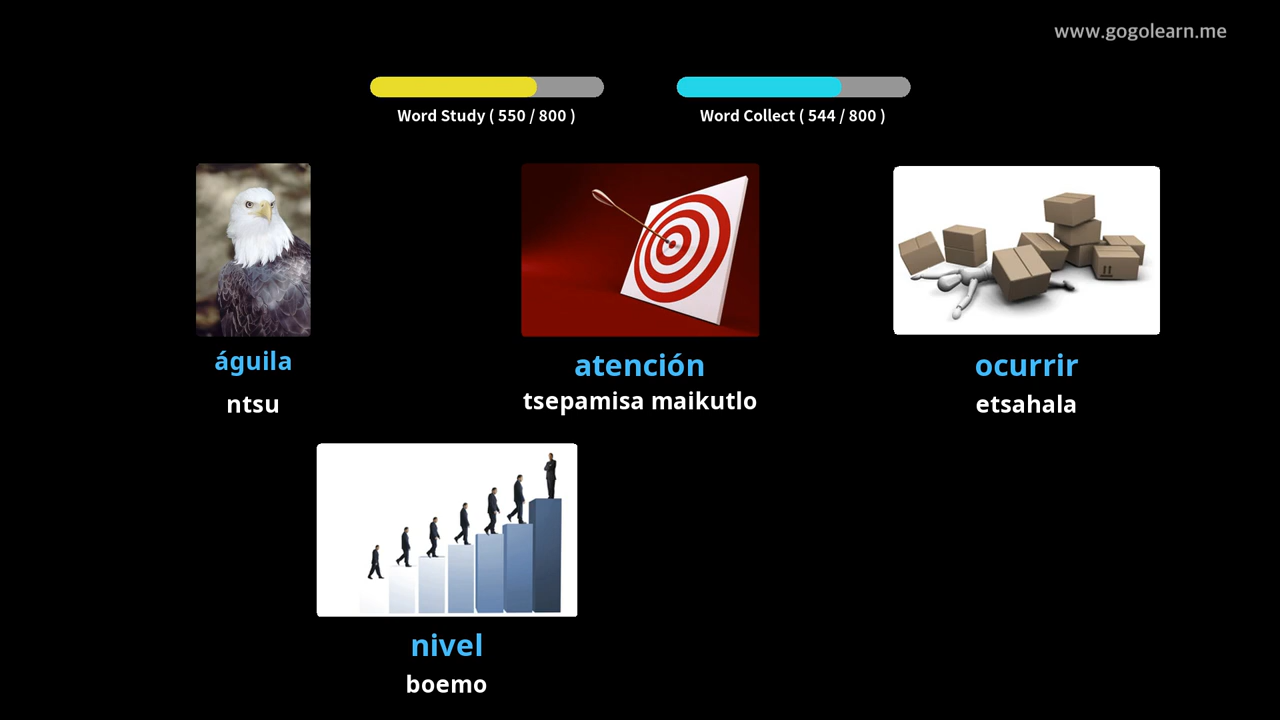 www.gogolearn.me
Word Study ( 550 / 800 )
Word Collect ( 544 / 800 )
águila
atención
ocurrir
ntsu
tsepamisa maikutlo
etsahala
nivel
boemo